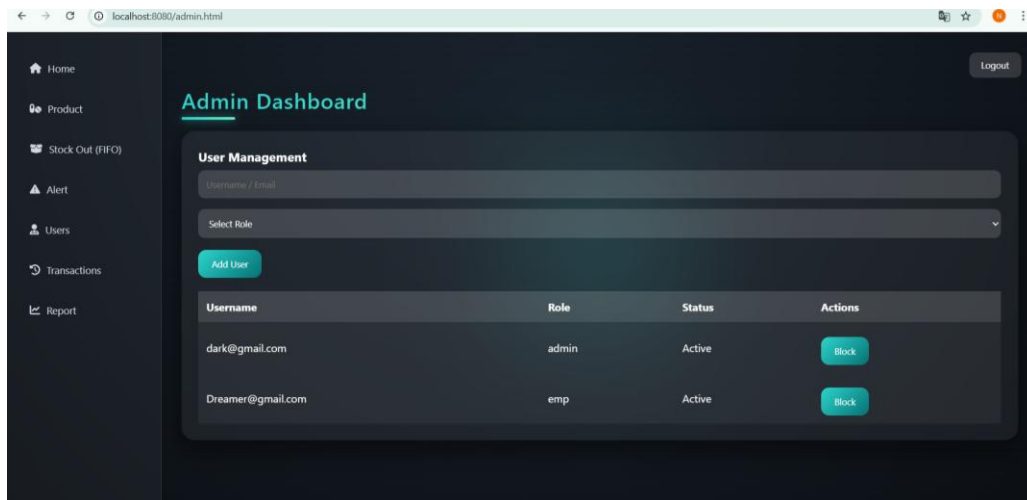 localhost:8080/admin.html
N
Home
Logout
Product
Admin Dashboard
Stock Out (FIFO)
User Management
Username / Email
Alert
Select Role
Users
Add User
Transactions
Report
Username Role Status Actions
dark@gmail.com admin Active Block
Dreamer@gmail.com emp Active Block